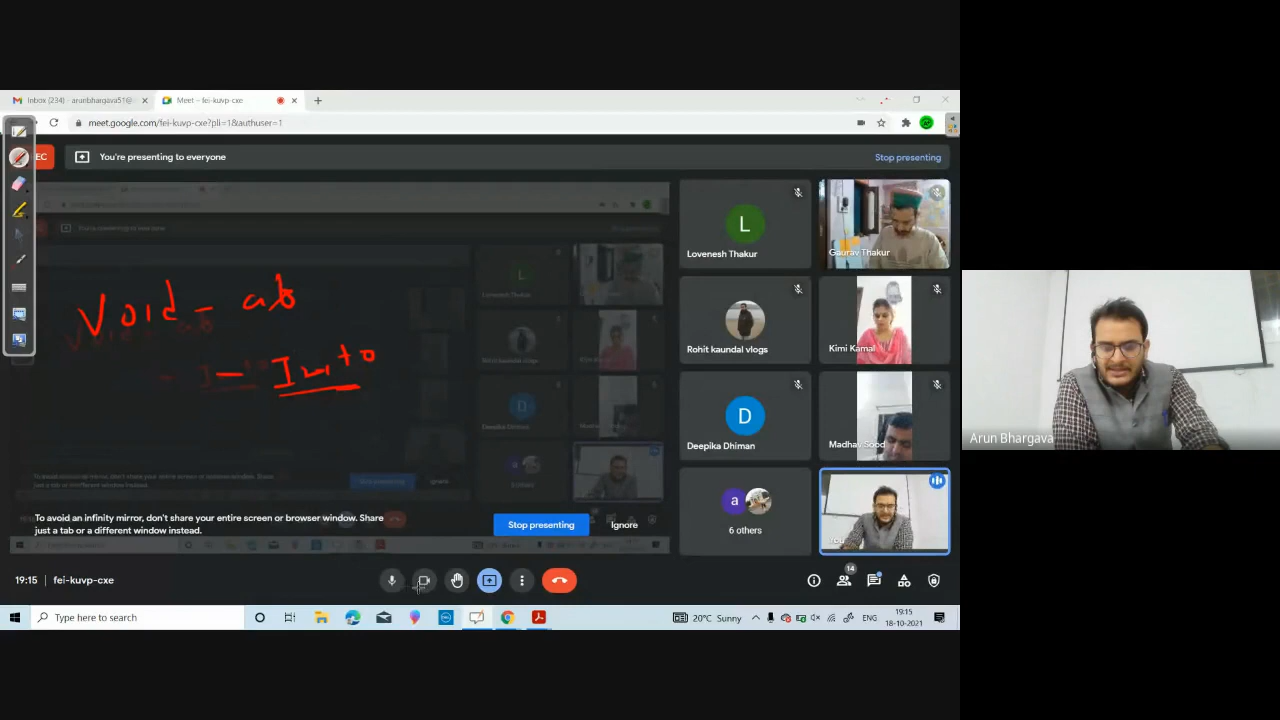 Inbox (234) - arunbhargava51@
Meet – fei-kuvp-cxe
meet.google.com/fei-kuvp-cxe?pli=1&authuser=1
EC
You're presenting to everyone
Stop presenting
Lovenesh Thakur
Gaurav Thakur
Void - ab
- Inito
Rohit kaundal vlogs
Kimi Kamal
Deepika Dhiman
Madhav Sood
Arun Bhargava
To avoid an infinity mirror, don't share your entire screen or browser window. Share
just a tab or a different window instead.
Stop presenting
Ignore
6 others
You
19:15
fei-kuvp-cxe
14
Type here to search
20°C Sunny
ENG
19:15
18-10-2021